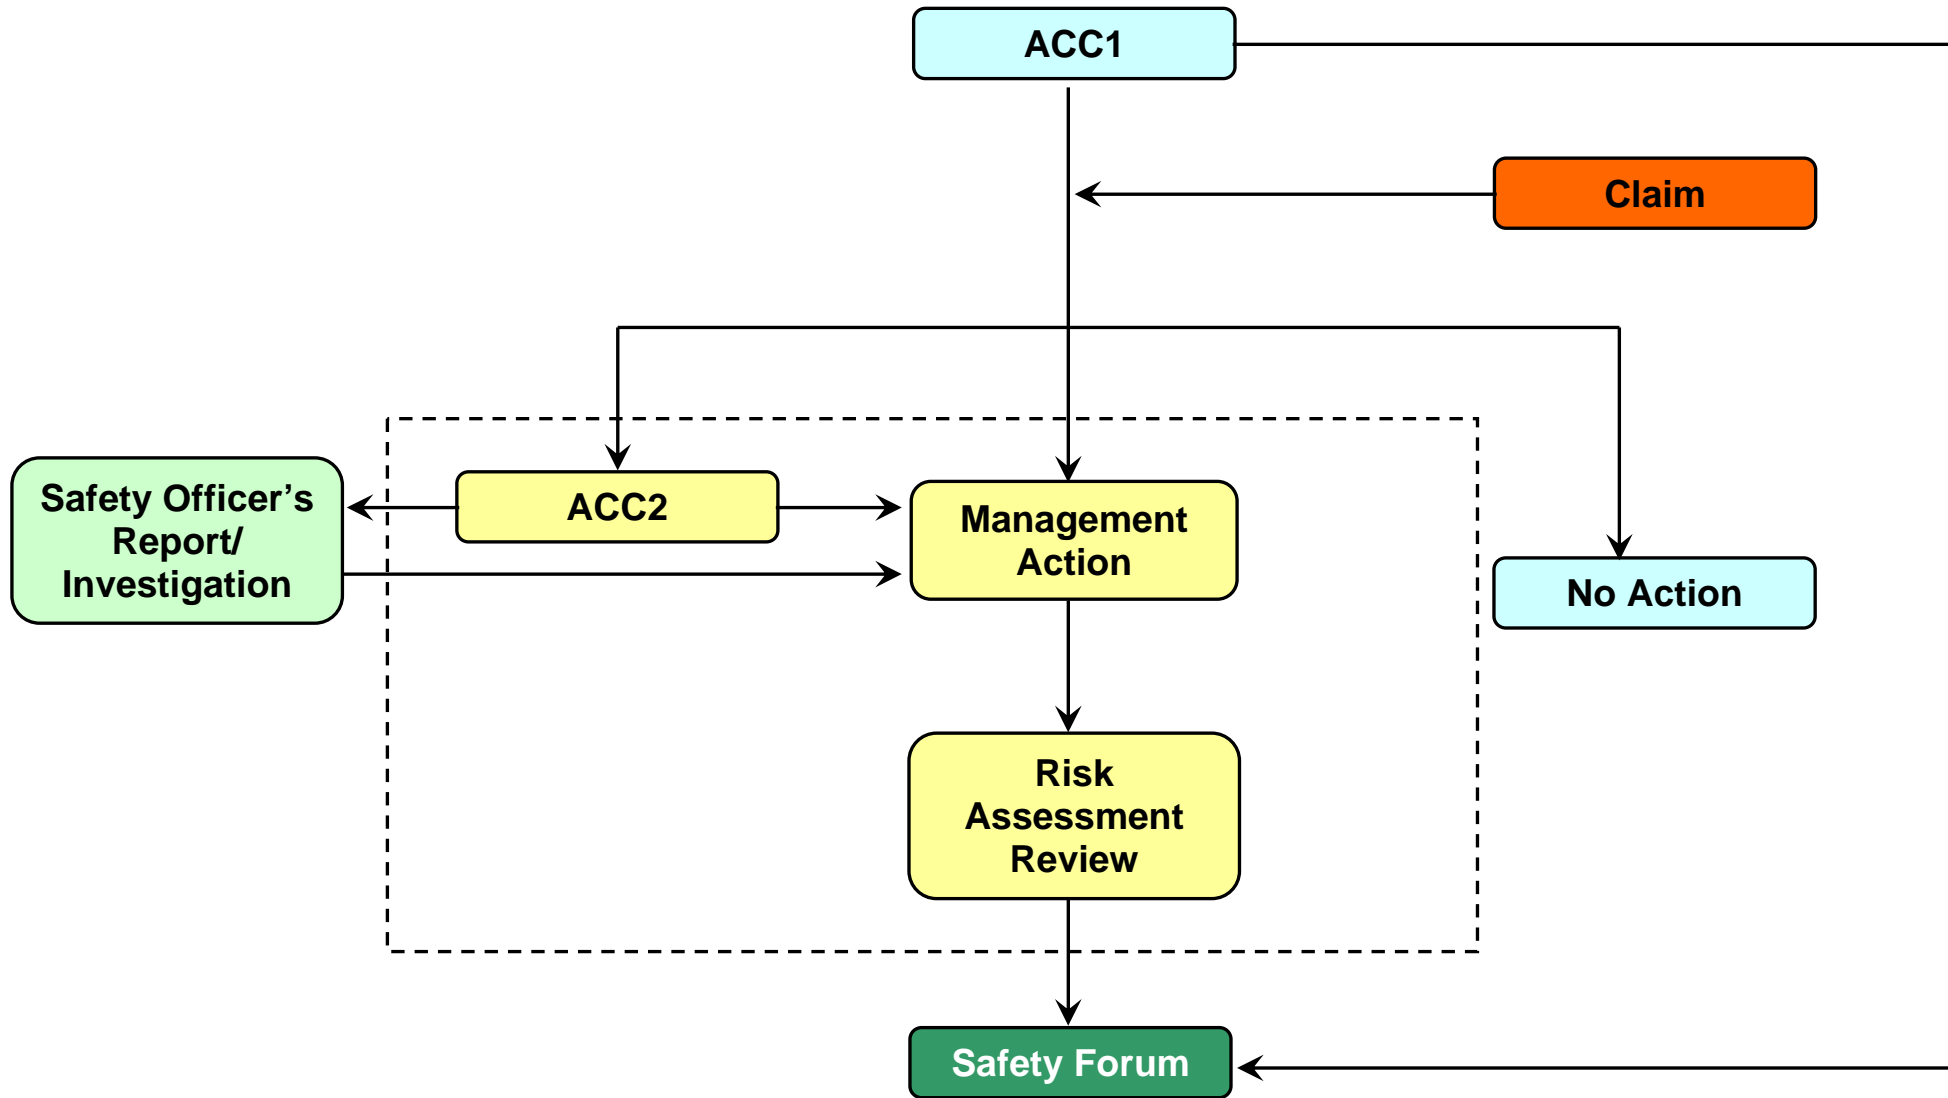 ACC1
Claim
Safety Officer’s
Report/
Investigation
ACC2
Management
Action
No Action
Risk
Assessment
Review
Safety Forum